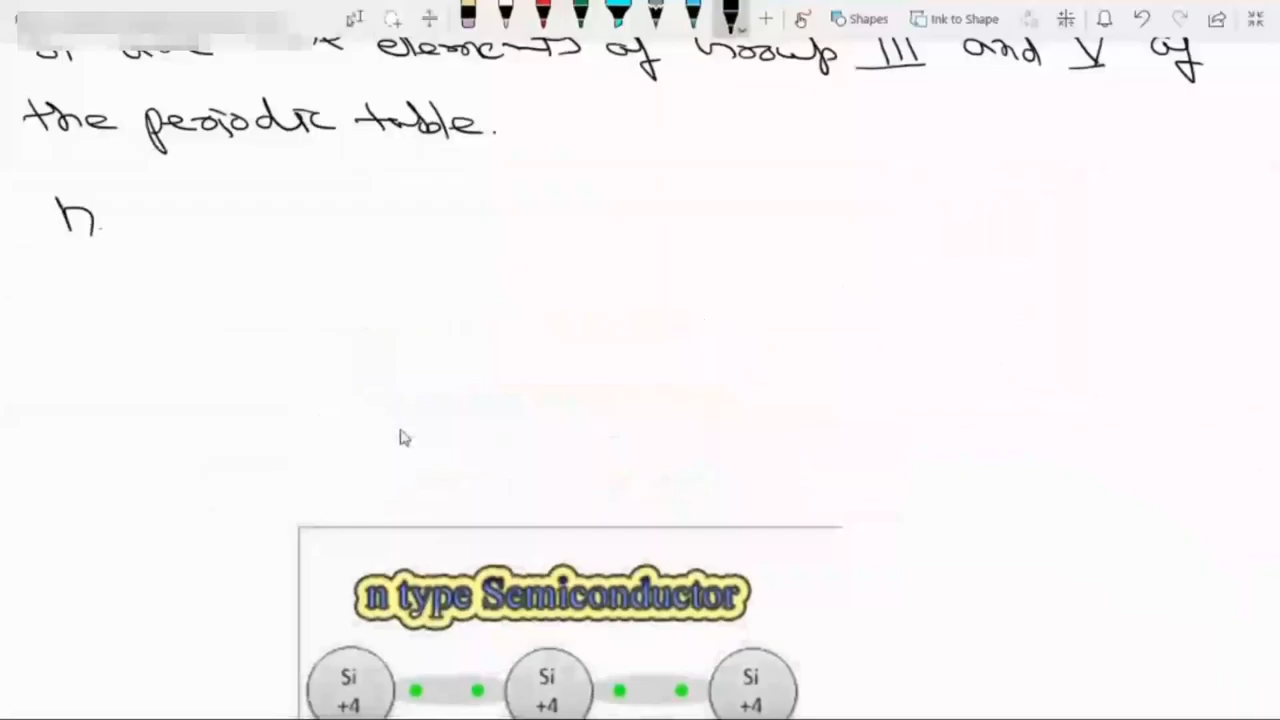 Shapes Ink to Shape
elements of Group III and V of
the periodic table.
n
n type Semiconductor
Si Si Si
+4 +4 +4